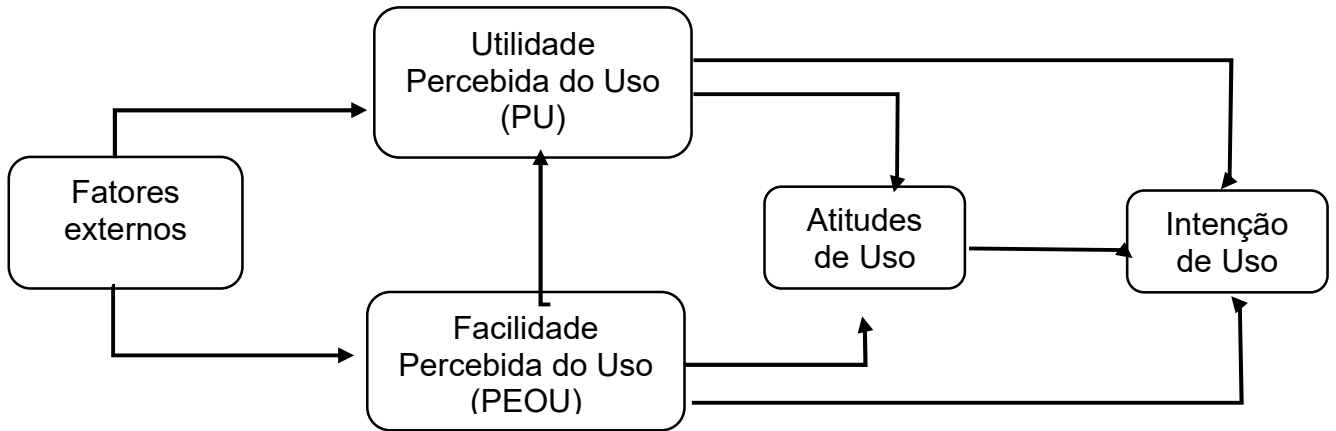 Utilidade
Percebida do Uso
(PU)
Fatores
externos
Atitudes
de Uso
Intenção
de Uso
Facilidade
Percebida do Uso
(PEOU)